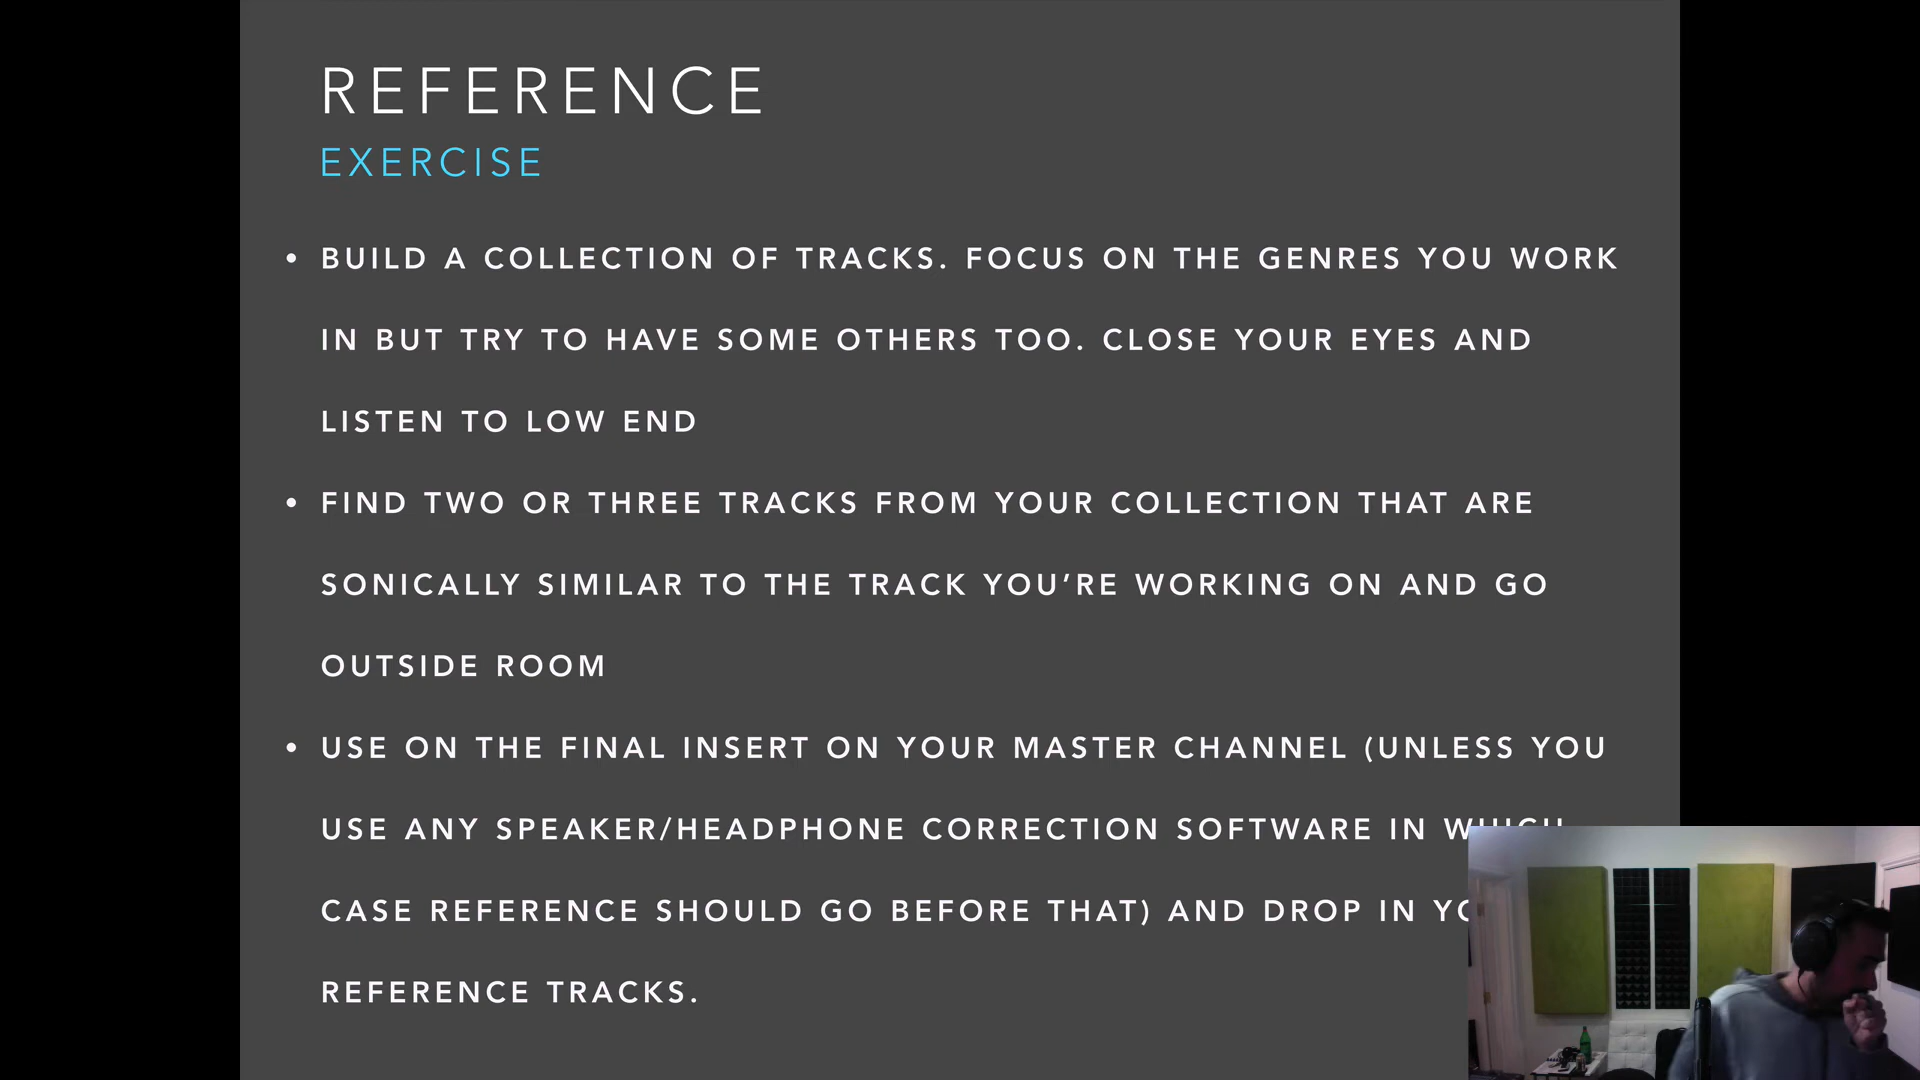 REFERENCE
EXERCISE
• BUILD A COLLECTION OF TRACKS. FOCUS ON THE GENRES YOU WORK
IN BUT TRY TO HAVE SOME OTHERS TOO. CLOSE YOUR EYES AND
LISTEN TO LOW END
• FIND TWO OR THREE TRACKS FROM YOUR COLLECTION THAT ARE
SONICALLY SIMILAR TO THE TRACK YOU’RE WORKING ON AND GO
OUTSIDE ROOM
• USE ON THE FINAL INSERT ON YOUR MASTER CHANNEL (UNLESS YOU
USE ANY SPEAKER/HEADPHONE CORRECTION SOFTWARE IN WHICH
CASE REFERENCE SHOULD GO BEFORE THAT) AND DROP IN
REFERENCE TRACKS.